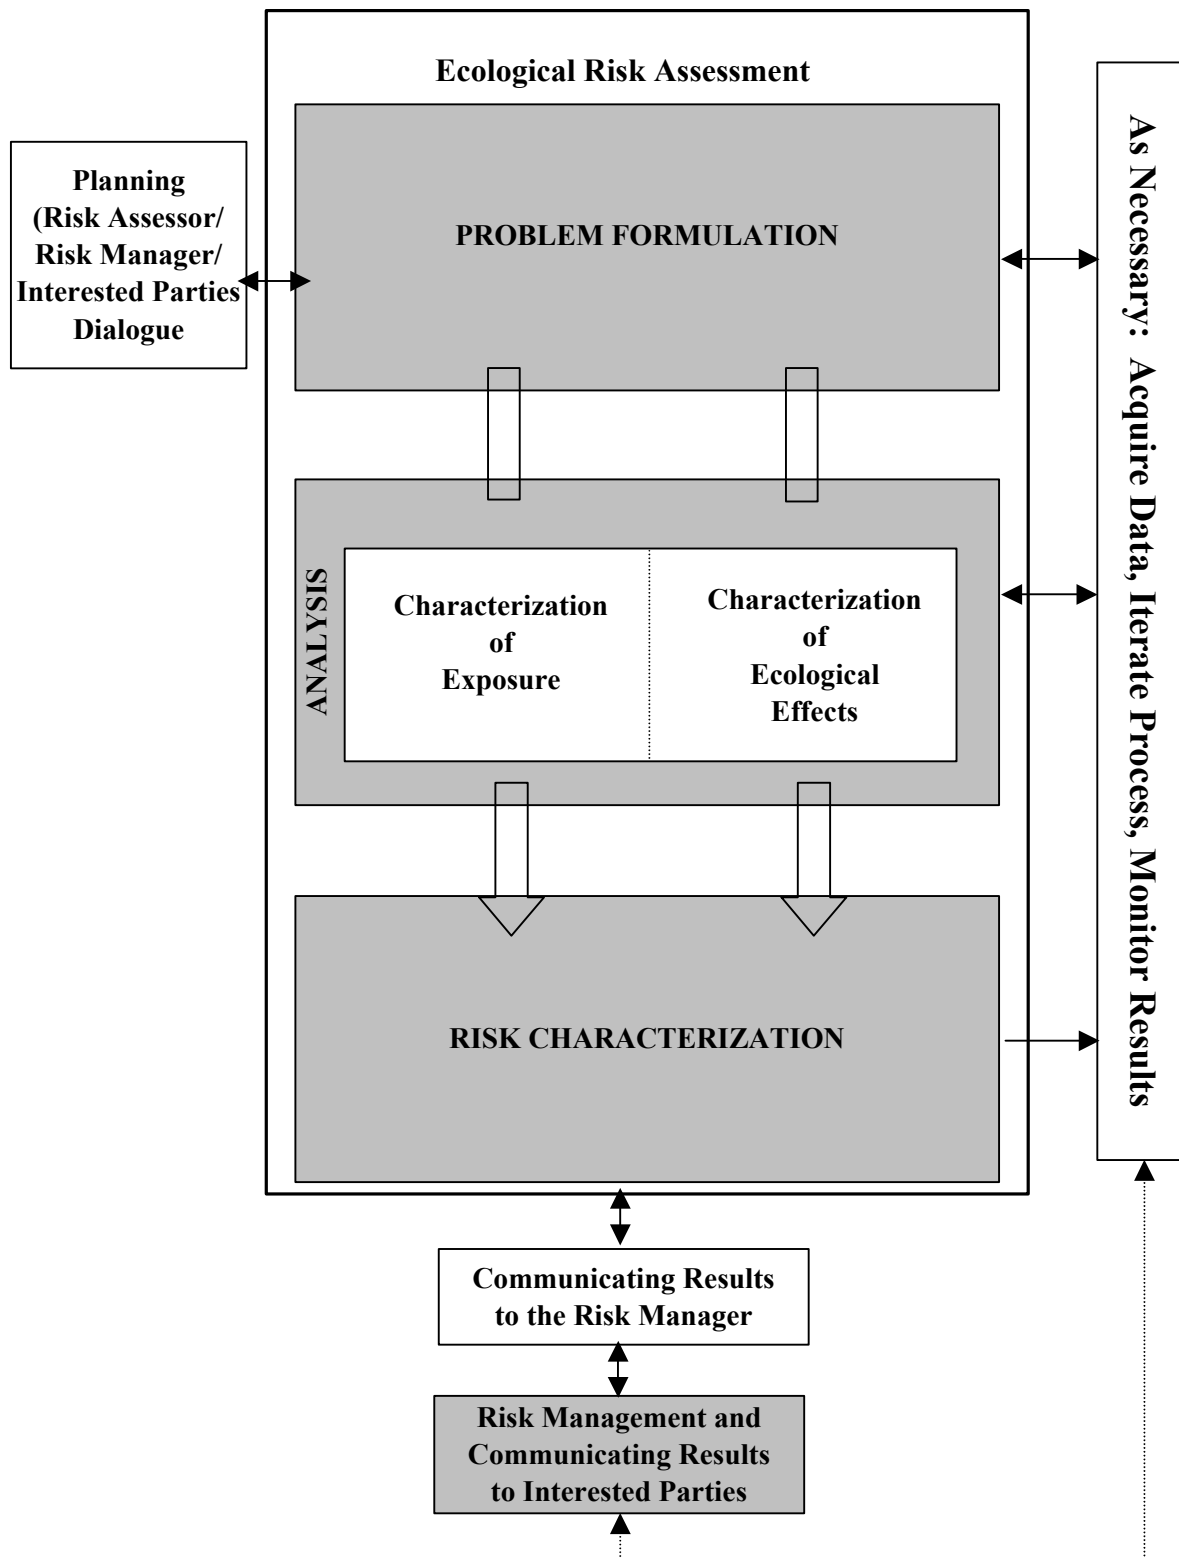 Ecological Risk Assessment
Planning
(Risk Assessor/
Risk Manager/
Interested Parties
Dialogue
PROBLEM FORMULATION
ANALYSIS
Characterization
of
Exposure
Characterization
of
Ecological
Effects
RISK CHARACTERIZATION
As Necessary: Acquire Data, Iterate Process, Monitor Results
Communicating Results
to the Risk Manager
Risk Management and
Communicating Results
to Interested Parties